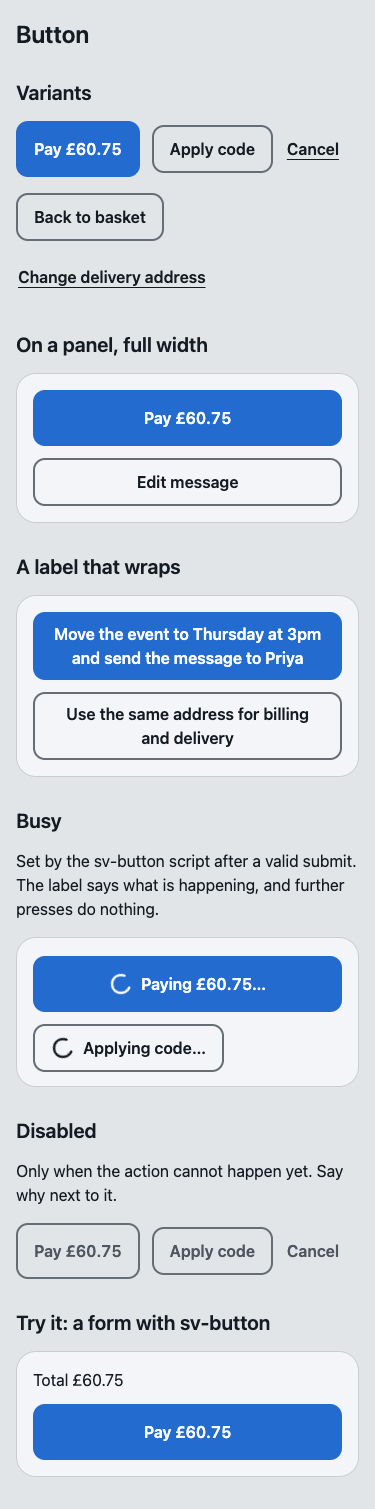 Button
Variants
Pay £60.75
Apply code
Cancel
Back to basket
Change delivery address
On a panel, full width
Pay £60.75
Edit message
A label that wraps
Move the event to Thursday at 3pm
and send the message to Priya
Use the same address for billing
and delivery
Busy
Set by the sv-button script after a valid submit.
The label says what is happening, and further
presses do nothing.
Paying £60.75...
Applying code...
Disabled
Only when the action cannot happen yet. Say
why next to it.
Pay £60.75
Apply code
Cancel
Try it: a form with sv-button
Total £60.75
Pay £60.75